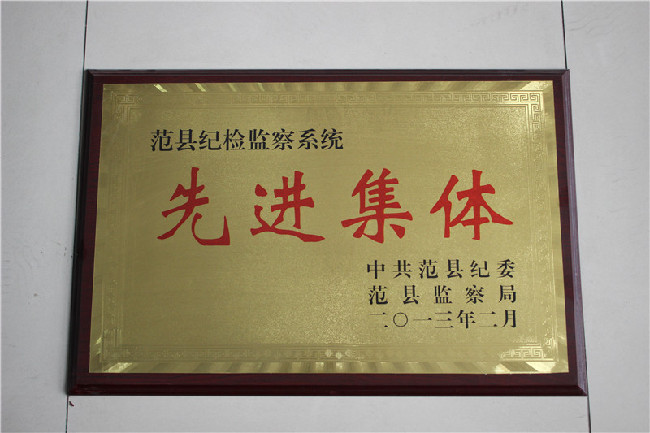 范县纪检监察系统
先进集体
中共范县纪委
范县监察局
二〇一三年二月